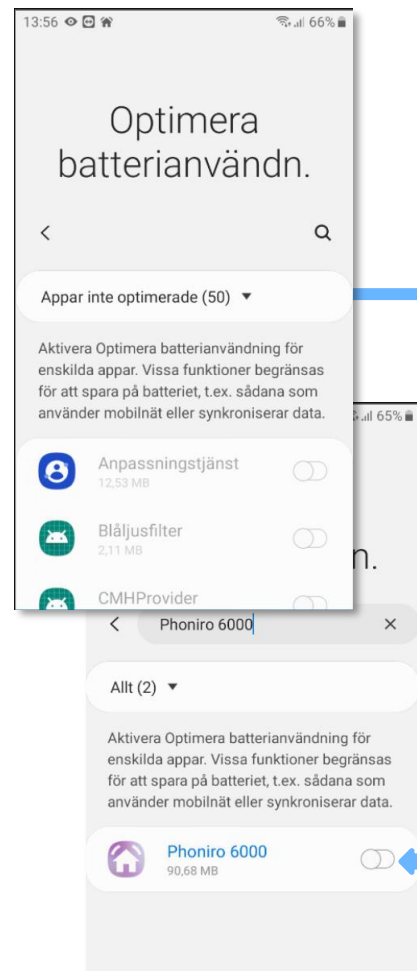 13:56
66%
Optimera
batterianvändn.
Appar inte optimerade (50)
Aktivera Optimera batterianvändning för
enskilda appar. Vissa funktioner begränsas
för att spara på batteriet, t.ex. sådana som
använder mobilnät eller synkroniserar data.
Anpassningstjänst
12,53 MB
Blåljusfilter
2,11 MB
CMHProvider
65%
n.
Phoniro 6000
Allt (2)
Aktivera Optimera batterianvändning för
enskilda appar. Vissa funktioner begränsas
för att spara på batteriet, t.ex. sådana som
använder mobilnät eller synkroniserar data.
Phoniro 6000
90,68 MB